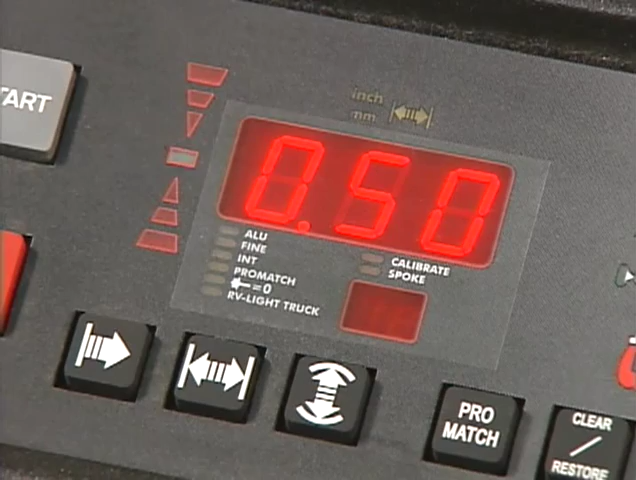 TART
inch
mm
0.50
ALU
FINE
INT
PROMATCH
=0
RV-LIGHT TRUCK
CALIBRATE
SPOKE
PRO
MATCH
CLEAR
RESTORE